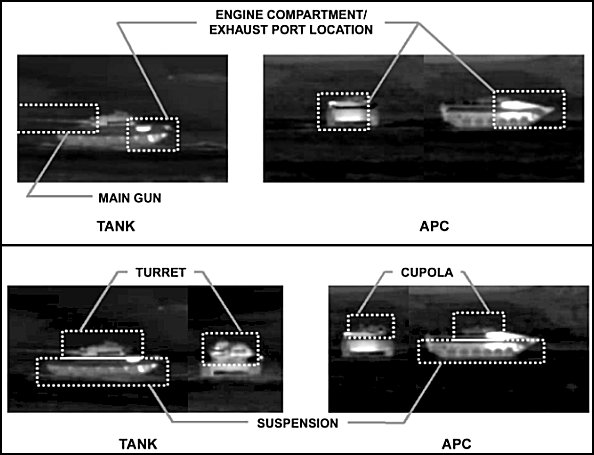 ENGINE COMPARTMENT/
EXHAUST PORT LOCATION
MAIN GUN
TANK
APC
TURRET
CUPOLA
SUSPENSION
TANK
APC